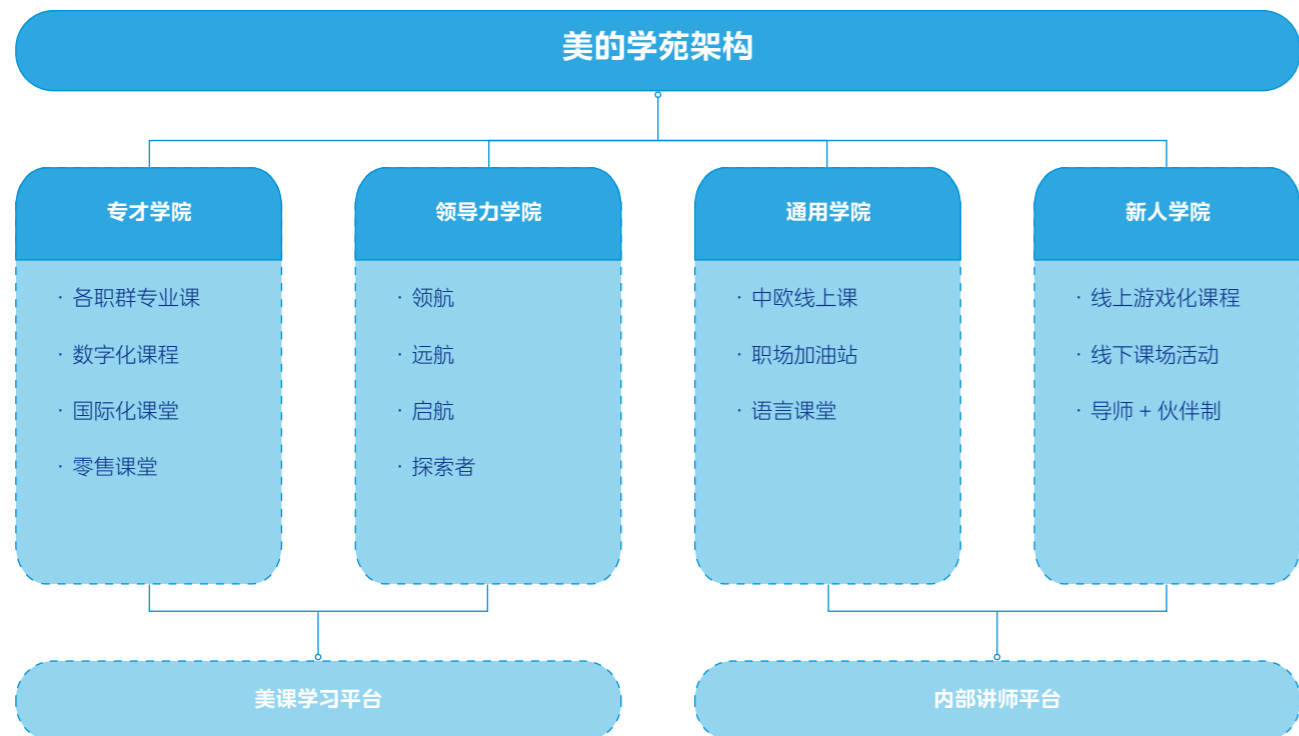 美的学苑架构
专才学院
· 各职群专业课
· 数字化课程
· 国际化课堂
· 零售课堂
领导力学院
· 领航
· 远航
· 启航
· 探索者
通用学院
· 中欧线上课
· 职场加油站
· 语言课堂
新人学院
· 线上游戏化课程
· 线下课场活动
· 导师 + 伙伴制
美课学习平台
内部讲师平台